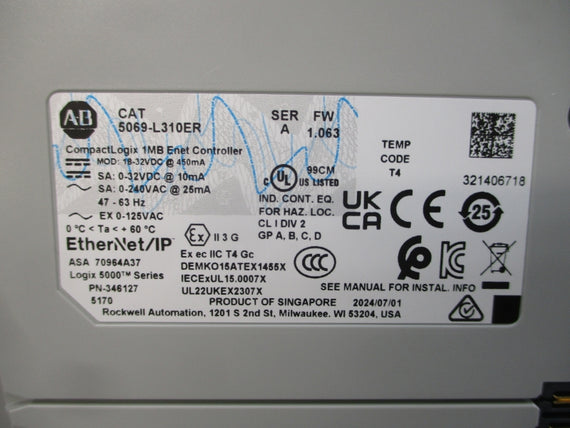 AB
CAT SER FW
5069-L310ER A 1.063
CompactLogix 1MB Enet Controller
MOD: 18-32VDC @ 450mA
SA: 0-32VDC @ 10mA
SA: 0-240VAC @ 25mA
47 - 63 Hz
EX 0-125VAC
0 °C < Ta < + 60 °C
EtherNet/IP
ASA 70964A37
Logix 5000™ Series
PN-346127
5170
99CM
C UL US LISTED
IND. CONT. EQ.
FOR HAZ. LOC.
CL I DIV 2
GP A, B, C, D
Ex II 3 G
Ex ec IIC T4 Gc
DEMKO15ATEX1455X
IECExUL15.0007X
UL22UKEX2307X
TEMP
CODE
T4
321406718
UK
CA
CE
25
CCC
SEE MANUAL FOR INSTAL. INFO
PRODUCT OF SINGAPORE 2024/07/01
Rockwell Automation, 1201 S 2nd St, Milwaukee. WI 53204, USA